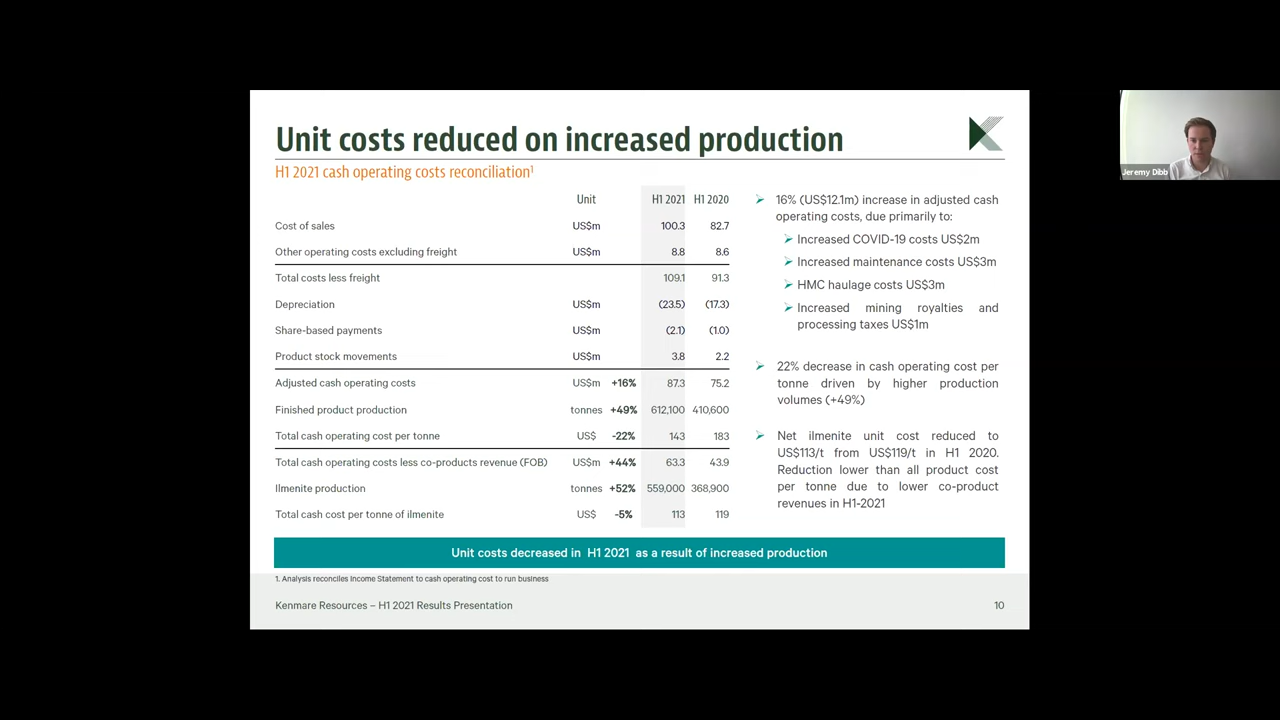 Unit costs reduced on increased production
H1 2021 cash operating costs reconciliation¹
Unit H1 2021 H1 2020
Cost of sales US$m 100.3 82.7
Other operating costs excluding freight US$m 8.8 8.6
Total costs less freight 109.1 91.3
Depreciation US$m (23.5) (17.3)
Share-based payments US$m (2.1) (1.0)
Product stock movements US$m 3.8 2.2
Adjusted cash operating costs US$m +16% 87.3 75.2
Finished product production tonnes +49% 612,100 410,600
Total cash operating cost per tonne US$ -22% 143 183
Total cash operating costs less co-products revenue (FOB) US$m +44% 63.3 43.9
Ilmenite production tonnes +52% 559,000 368,900
Total cash cost per tonne of ilmenite US$ -5% 113 119
16% (US$12.1m) increase in adjusted cash
operating costs, due primarily to:
Increased COVID-19 costs US$2m
Increased maintenance costs US$3m
HMC haulage costs US$3m
Increased mining royalties and
processing taxes US$1m
22% decrease in cash operating cost per
tonne driven by higher production
volumes (+49%)
Net ilmenite unit cost reduced to
US$113/t from US$119/t in H1 2020.
Reduction lower than all product cost
per tonne due to lower co-product
revenues in H1-2021
Unit costs decreased in H1 2021 as a result of increased production
1. Analysis reconciles Income Statement to cash operating cost to run business
Kenmare Resources – H1 2021 Results Presentation 10
Jeremy Dibb